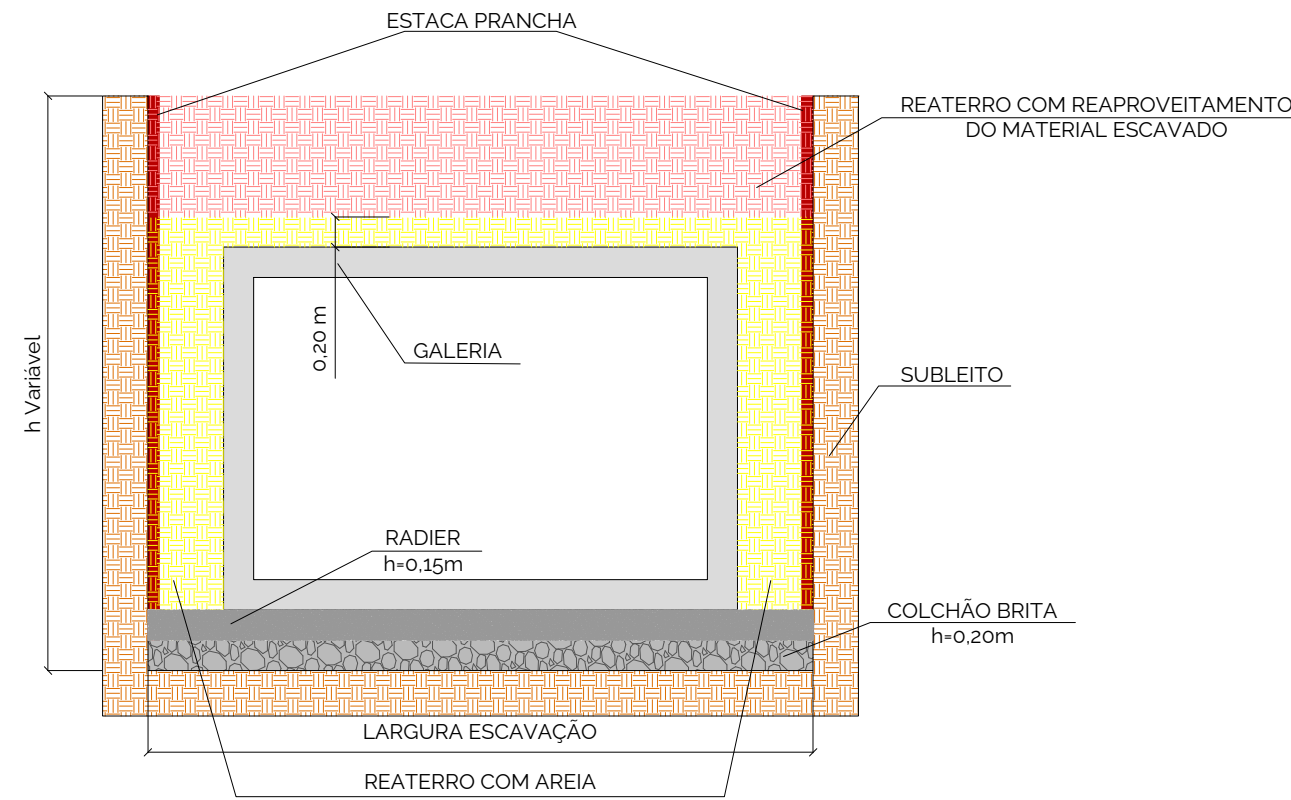 ESTACA PRANCHA
REATERRO COM REAPROVEITAMENTO
DO MATERIAL ESCAVADO
h Variável
0,20 m
GALERIA
SUBLEITO
RADIER
h=0,15m
COLCHÃO BRITA
h=0,20m
LARGURA ESCAVAÇÃO
REATERRO COM AREIA